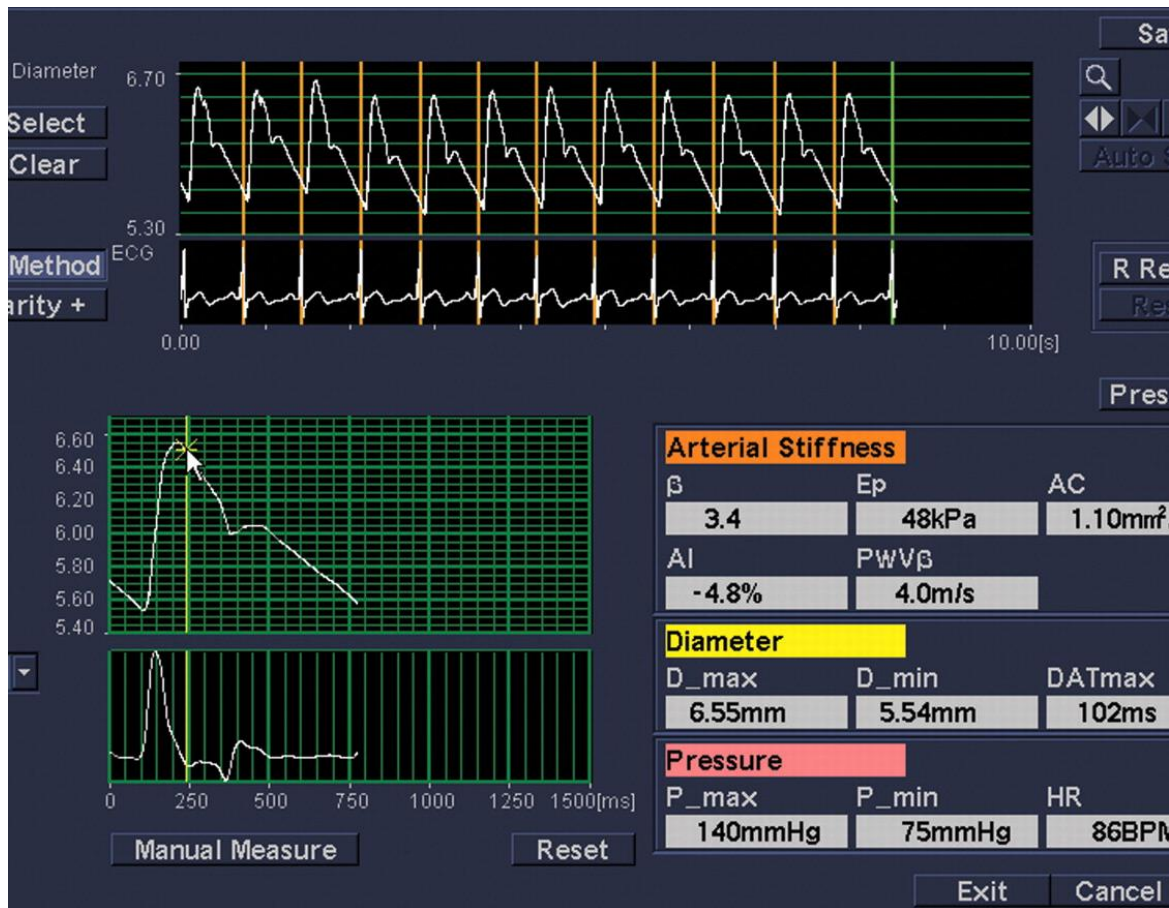 Sa
Diameter
6.70
Select
Clear
Auto S
5.30
ECG
Method
arity +
R Re
Re
0.00
10.00[s]
Pres
6.60
6.40
6.20
6.00
5.80
5.60
5.40
Arterial Stiffness
β Ep AC
3.4 48kPa 1.10mm²
AI PWVβ
-4.8% 4.0m/s
Diameter
D_max D_min DATmax
6.55mm 5.54mm 102ms
Pressure
P_max P_min HR
140mmHg 75mmHg 86BPM
0 250 500 750 1000 1250 1500[ms]
Manual Measure
Reset
Exit
Cancel